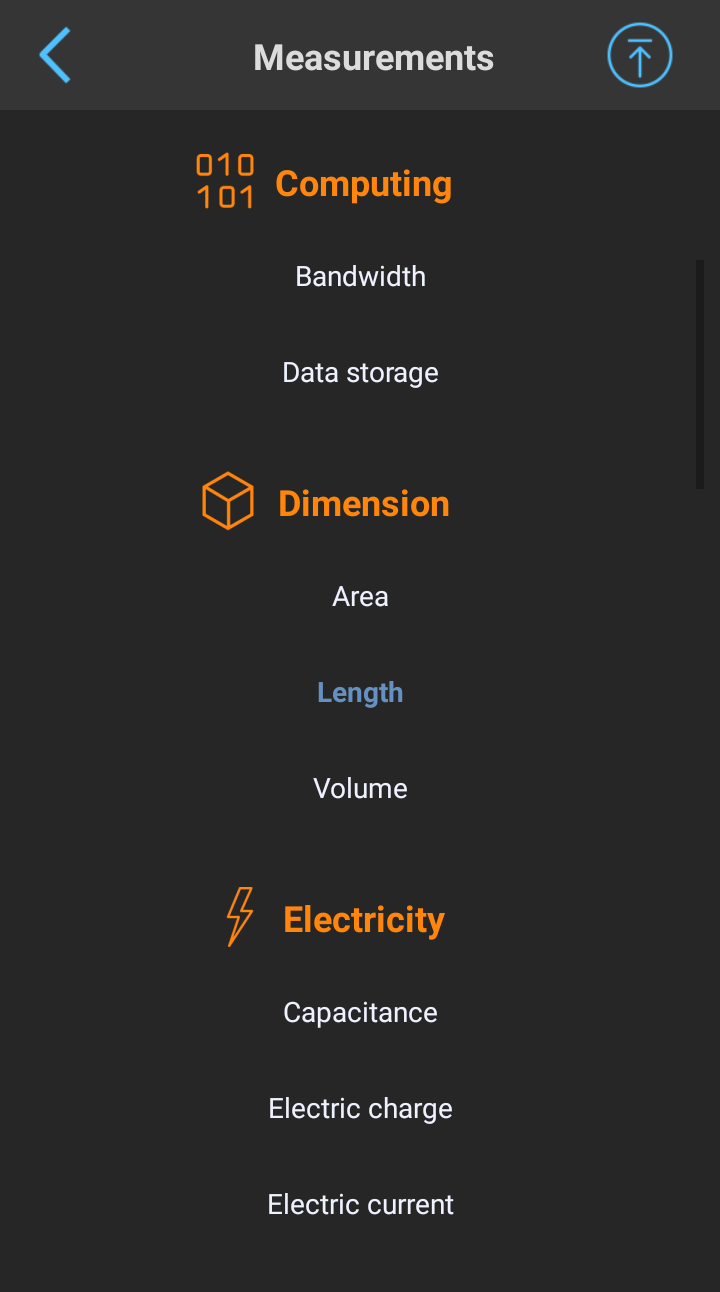 Measurements
010
101
Computing
Bandwidth
Data storage
Dimension
Area
Length
Volume
Electricity
Capacitance
Electric charge
Electric current